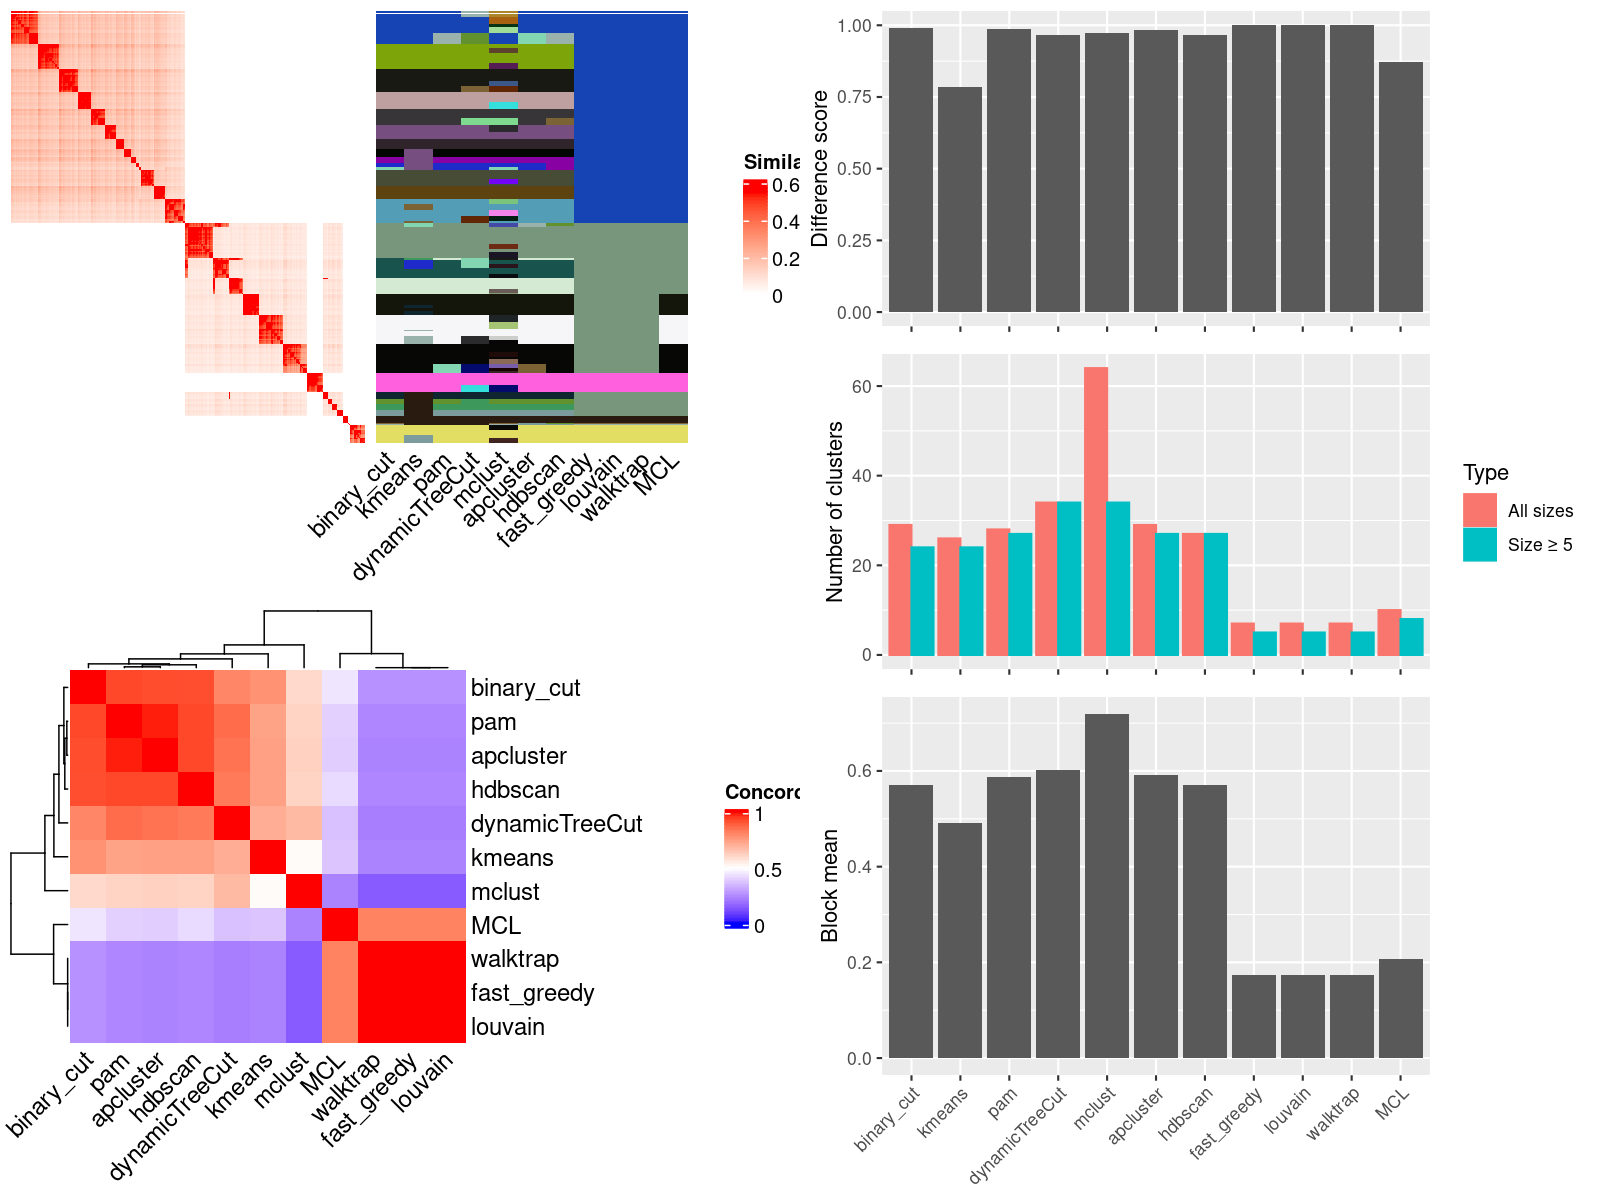 Simila
0.6
0.4
0.2
0
binary_cut
kmeans
pam
dynamicTreeCut
mclust
apcluster
hdbscan
fast_greedy
louvain
walktrap
MCL
binary_cut
pam
apcluster
hdbscan
dynamicTreeCut
kmeans
mclust
MCL
walktrap
fast_greedy
louvain
Concord
1
0.5
0
binary_cut
pam
apcluster
hdbscan
dynamicTreeCut
kmeans
mclust
MCL
walktrap
fast_greedy
louvain
Difference score
1.00
0.75
0.50
0.25
0.00
Number of clusters
60
40
20
0
Type
All sizes
Size ≥ 5
Block mean
0.6
0.4
0.2
0.0
binary_cut
kmeans
pam
dynamicTreeCut
mclust
apcluster
hdbscan
fast_greedy
louvain
walktrap
MCL